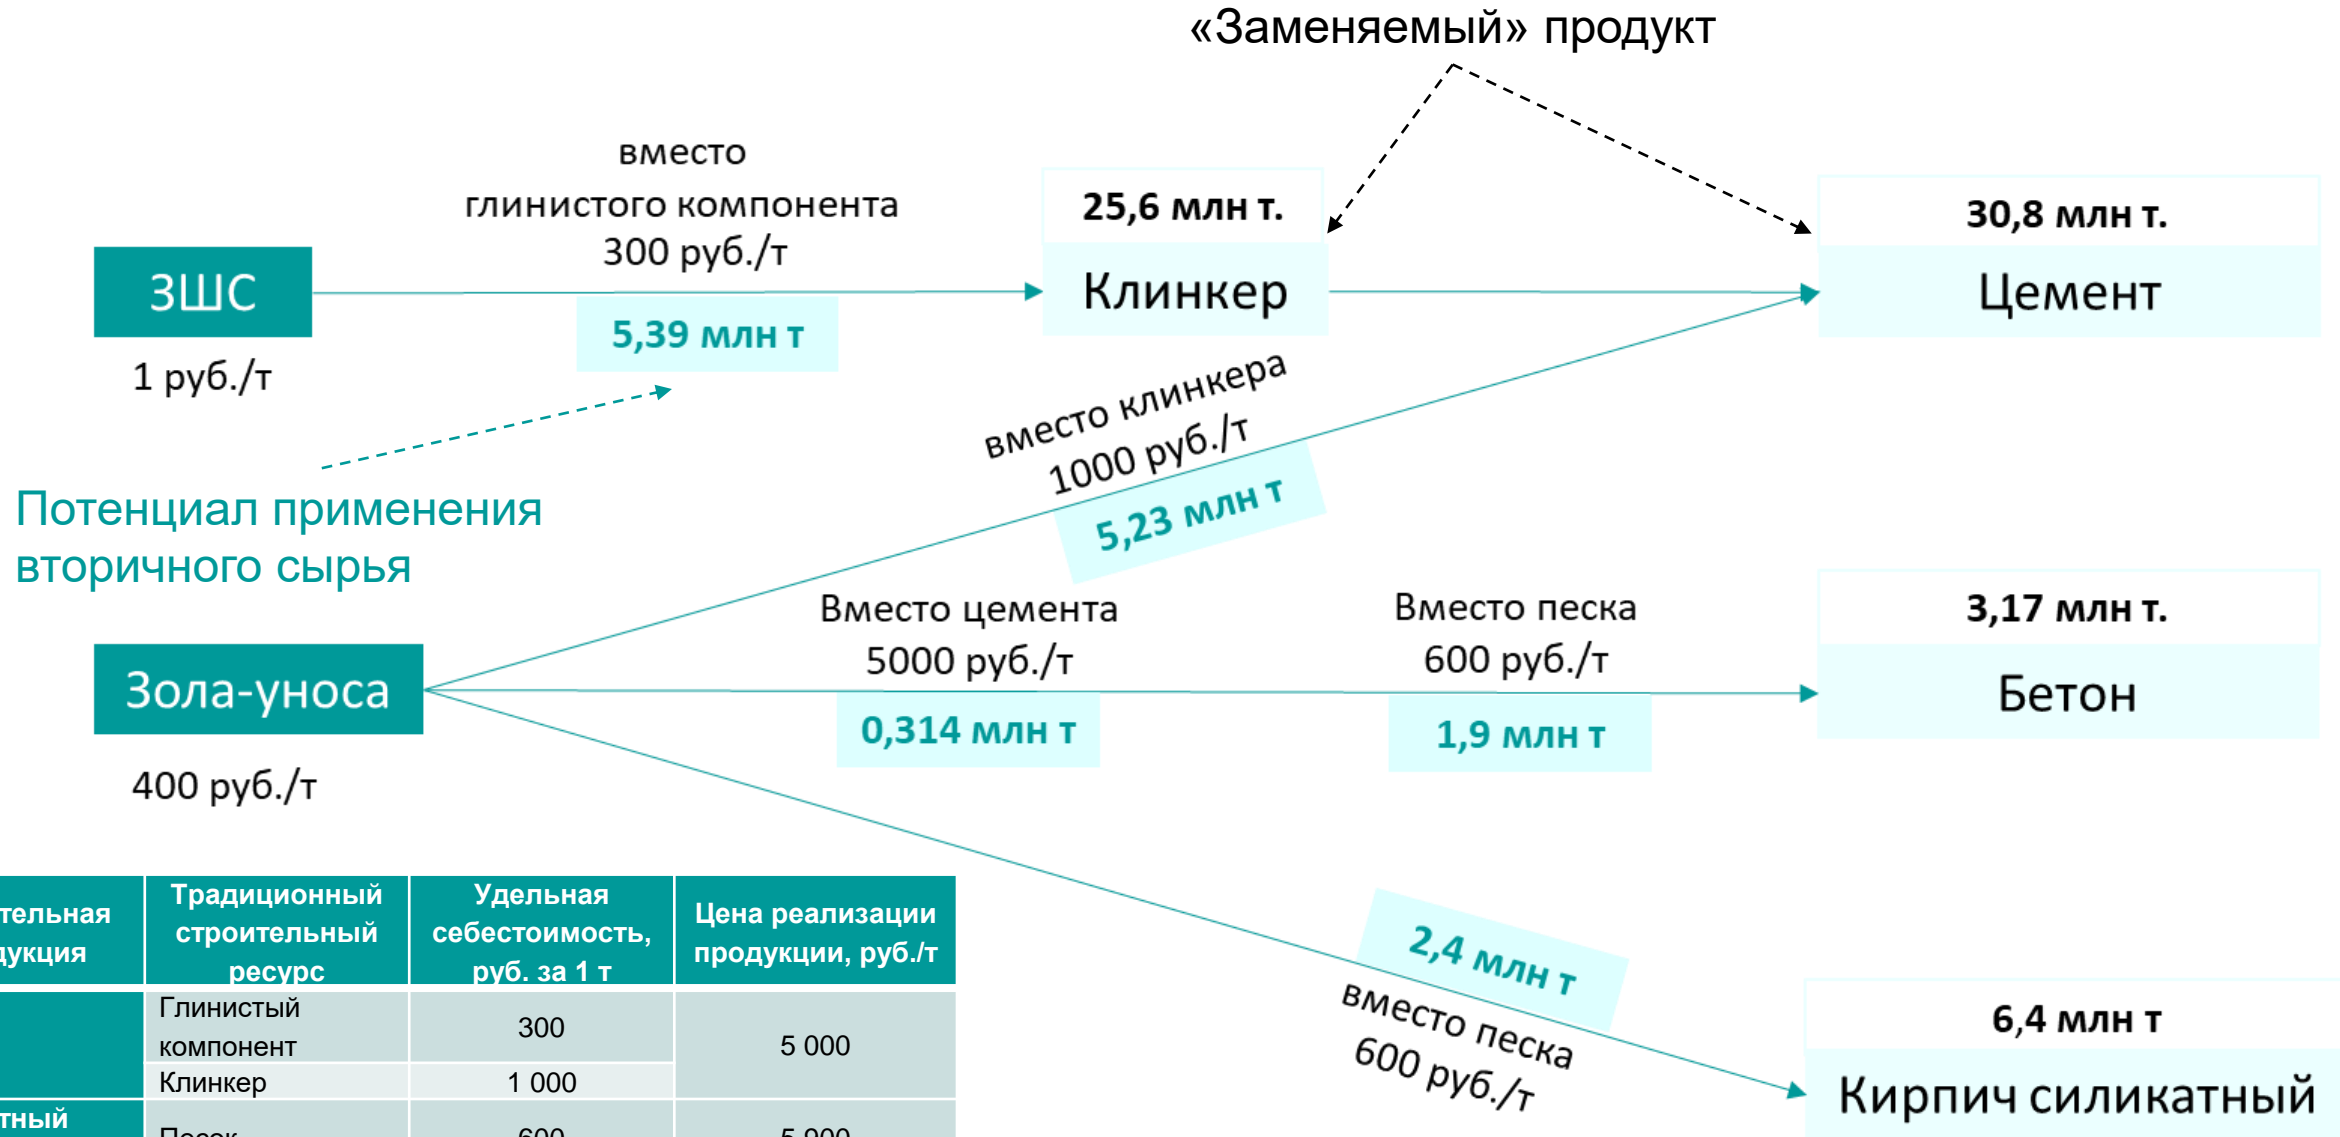 «Заменяемый» продукт
вместо
глинистого компонента
300 руб./т
25,6 млн т.
30,8 млн т.
ЗШС
Клинкер
Цемент
5,39 млн т
1 руб./т
вместо клинкера
1000 руб./т
5,23 млн т
Потенциал применения
вторичного сырья
Вместо цемента
5000 руб./т
Вместо песка
600 руб./т
3,17 млн т.
Зола-уноса
Бетон
0,314 млн т
1,9 млн т
400 руб./т
2,4 млн т
вместо песка
600 руб./т
6,4 млн т
Кирпич силикатный
Традиционный
строительный
ресурс
Удельная
себестоимость,
руб. за 1 т
Цена реализации
продукции, руб./т
Глинистый
компонент
300
5 000
Клинкер
1 000
Песок
600
5 900